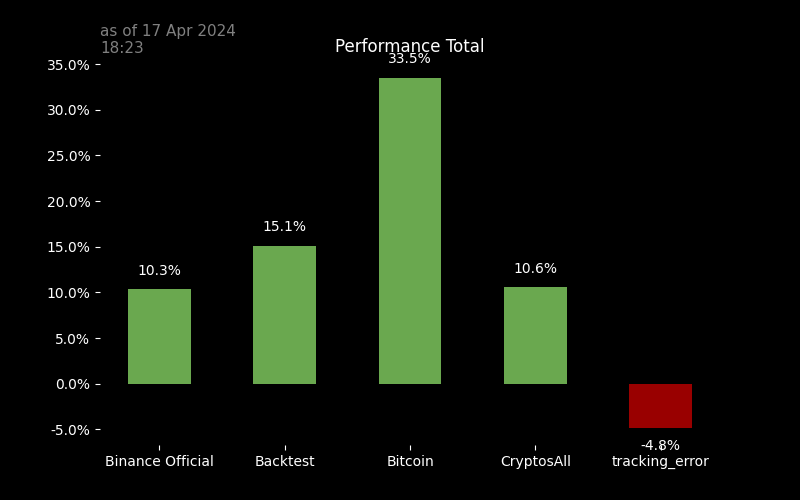 as of 17 Apr 2024
18:23
Performance Total
35.0%
30.0%
25.0%
20.0%
15.0%
10.0%
5.0%
0.0%
-5.0%
10.3%
15.1%
33.5%
10.6%
-4.8%
Binance Official
Backtest
Bitcoin
CryptosAll
tracking_error